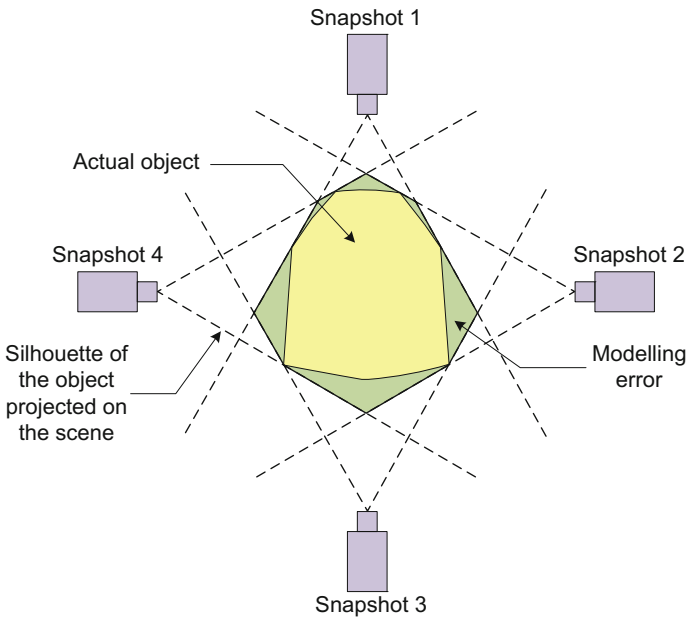 Snapshot 1
Actual object
Snapshot 4
Snapshot 2
Silhouette of
the object
projected on
the scene
Modelling
error
Snapshot 3